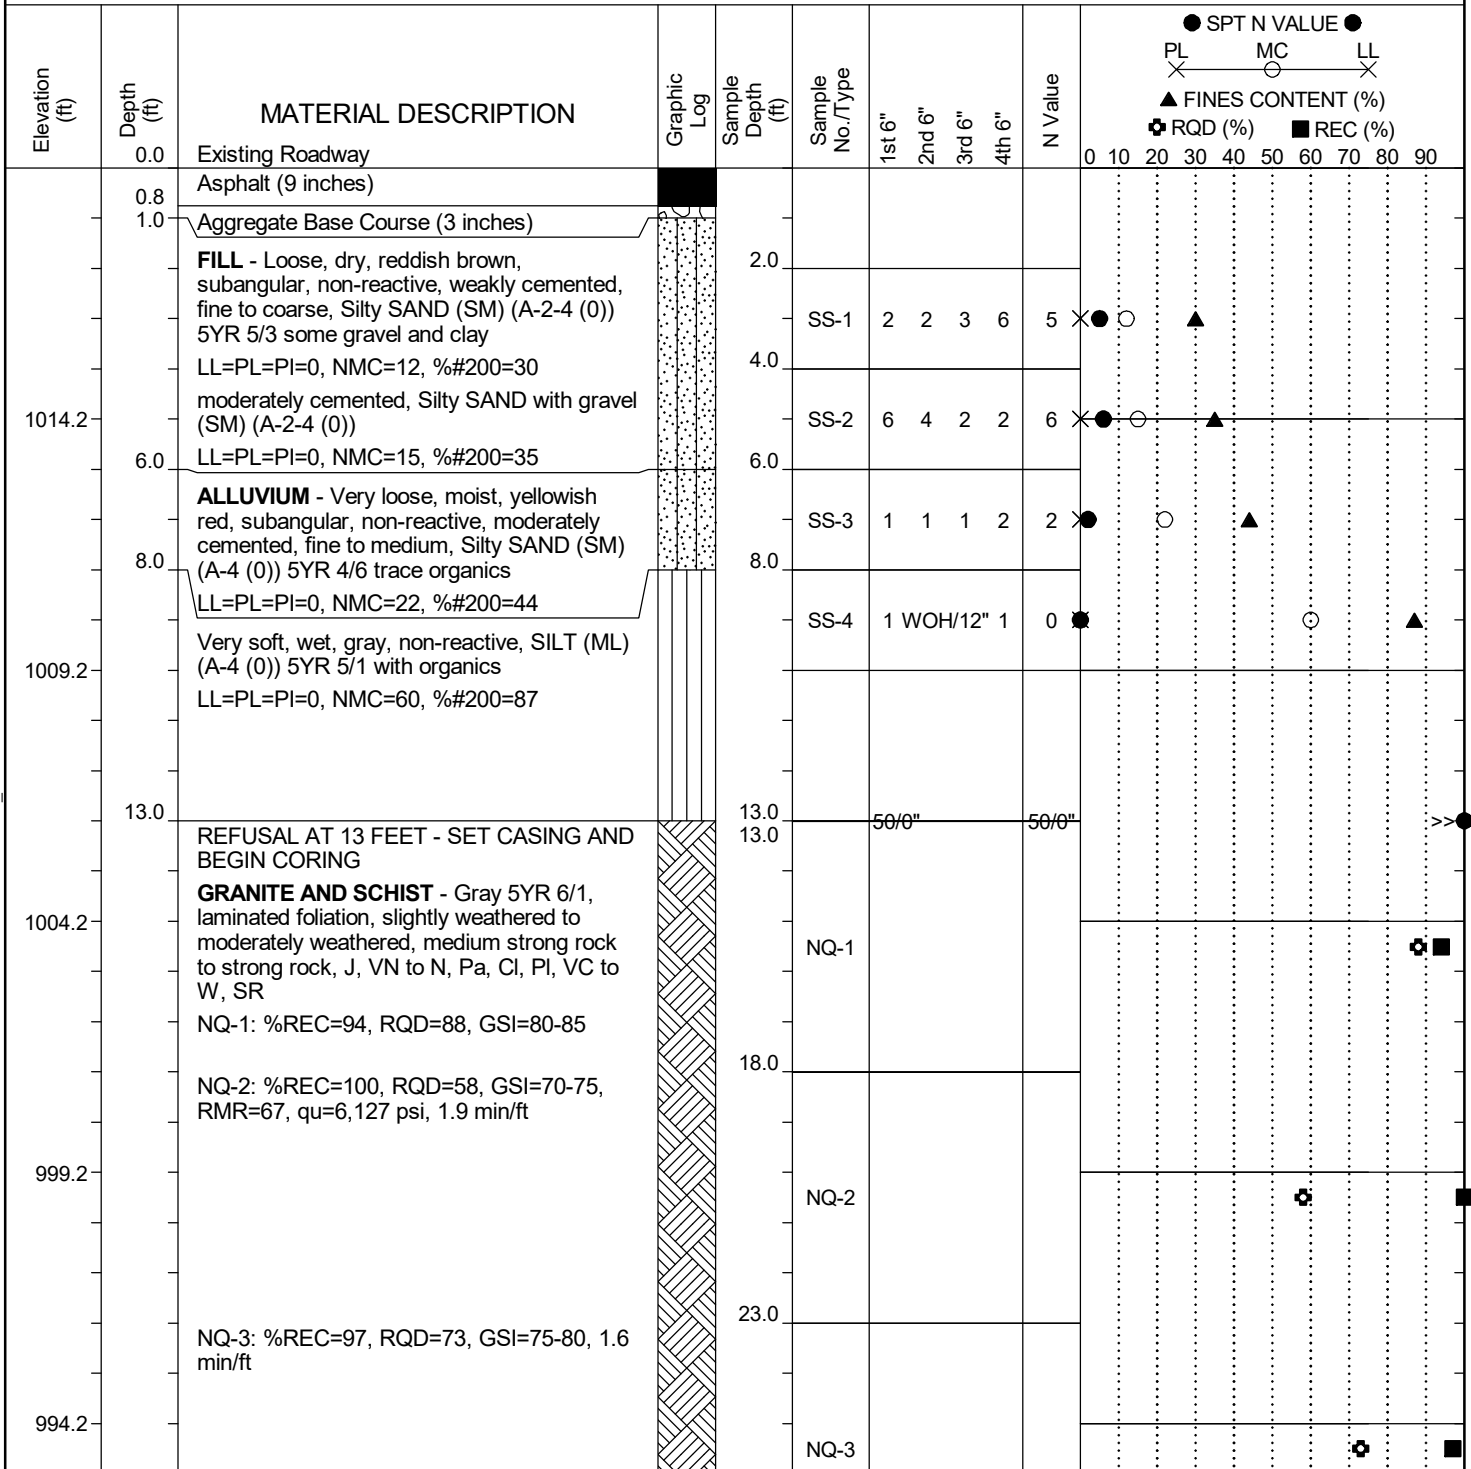 ● SPT N VALUE ●
PL MC LL
▲ FINES CONTENT (%)
RQD (%) ■ REC (%)
Elevation (ft)
Depth (ft)
MATERIAL DESCRIPTION
Graphic Log
Sample Depth (ft)
Sample No./Type
1st 6"
2nd 6"
3rd 6"
4th 6"
N Value
0 10 20 30 40 50 60 70 80 90
0.0 Existing Roadway
Asphalt (9 inches)
0.8
1.0
Aggregate Base Course (3 inches)
FILL - Loose, dry, reddish brown,
2.0
subangular, non-reactive, weakly cemented,
fine to coarse, Silty SAND (SM) (A-2-4 (0))
SS-1 2 2 3 6 5
5YR 5/3 some gravel and clay
4.0
LL=PL=PI=0, NMC=12, %#200=30
moderately cemented, Silty SAND with gravel
1014.2
(SM) (A-2-4 (0))
SS-2 6 4 2 2 6
LL=PL=PI=0, NMC=15, %#200=35
6.0
6.0
ALLUVIUM - Very loose, moist, yellowish
red, subangular, non-reactive, moderately
SS-3 1 1 1 2 2
cemented, fine to medium, Silty SAND (SM)
8.0
(A-4 (0)) 5YR 4/6 trace organics
8.0
LL=PL=PI=0, NMC=22, %#200=44
SS-4 1 WOH/12" 1 0
Very soft, wet, gray, non-reactive, SILT (ML)
1009.2
(A-4 (0)) 5YR 5/1 with organics
LL=PL=PI=0, NMC=60, %#200=87
13.0
13.0
50/0" 50/0" >>
13.0
REFUSAL AT 13 FEET - SET CASING AND
BEGIN CORING
GRANITE AND SCHIST - Gray 5YR 6/1,
1004.2
laminated foliation, slightly weathered to
moderately weathered, medium strong rock
NQ-1
to strong rock, J, VN to N, Pa, Cl, Pl, VC to
W, SR
NQ-1: %REC=94, RQD=88, GSI=80-85
18.0
NQ-2: %REC=100, RQD=58, GSI=70-75,
RMR=67, qu=6,127 psi, 1.9 min/ft
999.2
NQ-2
23.0
NQ-3: %REC=97, RQD=73, GSI=75-80, 1.6
min/ft
994.2
NQ-3